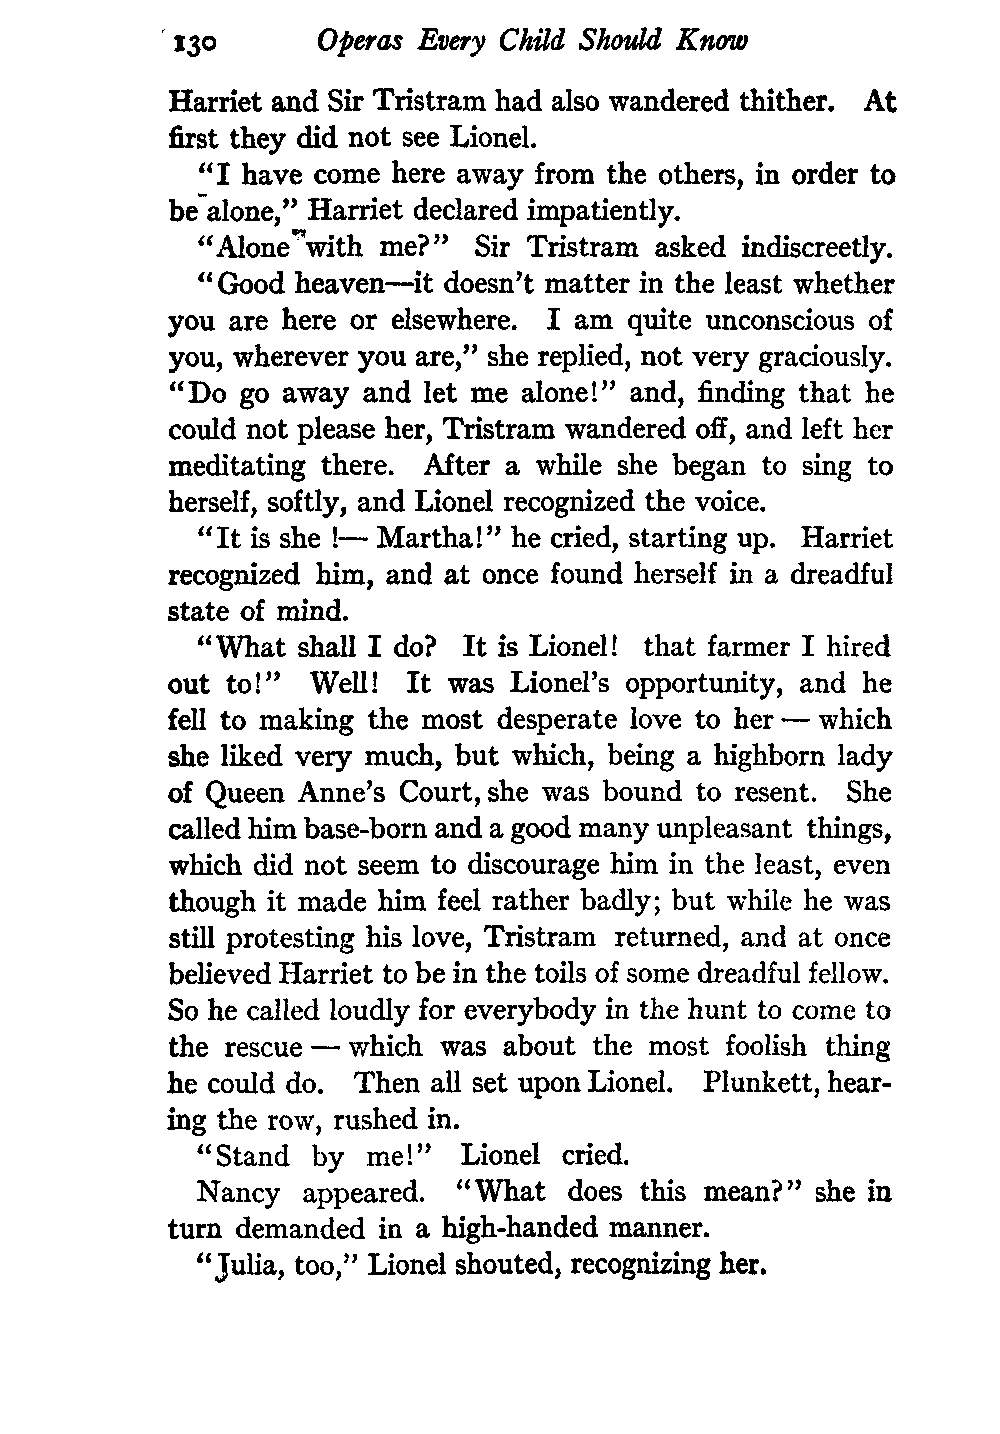 130 Operas Every Child Should Know
Harriet and Sir Tristram had also wandered thither. At
first they did not see Lionel.
"I have come here away from the others, in order to
be alone," Harriet declared impatiently.
"Alone with me?" Sir Tristram asked indiscreetly.
"Good heaven—it doesn't matter in the least whether
you are here or elsewhere. I am quite unconscious of
you, wherever you are," she replied, not very graciously.
"Do go away and let me alone!" and, finding that he
could not please her, Tristram wandered off, and left her
meditating there. After a while she began to sing to
herself, softly, and Lionel recognized the voice.
"It is she !— Martha!" he cried, starting up. Harriet
recognized him, and at once found herself in a dreadful
state of mind.
"What shall I do? It is Lionel! that farmer I hired
out to!" Well! It was Lionel's opportunity, and he
fell to making the most desperate love to her — which
she liked very much, but which, being a highborn lady
of Queen Anne's Court, she was bound to resent. She
called him base-born and a good many unpleasant things,
which did not seem to discourage him in the least, even
though it made him feel rather badly; but while he was
still protesting his love, Tristram returned, and at once
believed Harriet to be in the toils of some dreadful fellow.
So he called loudly for everybody in the hunt to come to
the rescue — which was about the most foolish thing
he could do. Then all set upon Lionel. Plunkett, hear-
ing the row, rushed in.
"Stand by me!" Lionel cried.
Nancy appeared. "What does this mean?" she in
turn demanded in a high-handed manner.
"Julia, too," Lionel shouted, recognizing her.